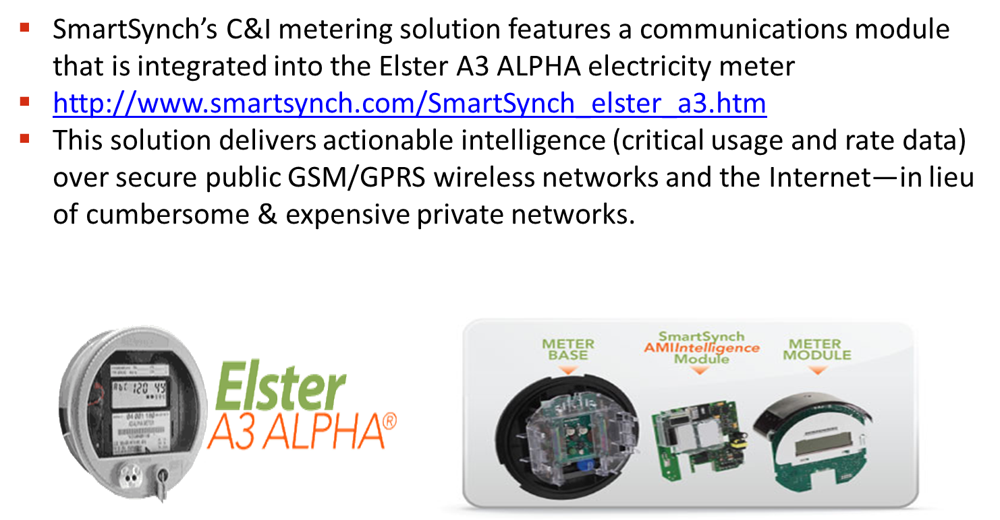 SmartSynch’s C&I metering solution features a communications module
that is integrated into the Elster A3 ALPHA electricity meter
http://www.smartsynch.com/SmartSynch_elster_a3.htm
This solution delivers actionable intelligence (critical usage and rate data)
over secure public GSM/GPRS wireless networks and the Internet—in lieu
of cumbersome & expensive private networks.
Elster
A3 ALPHA®
METER
BASE
SmartSynch
AMIIntelligence
Module
METER
MODULE
ABC 120 45